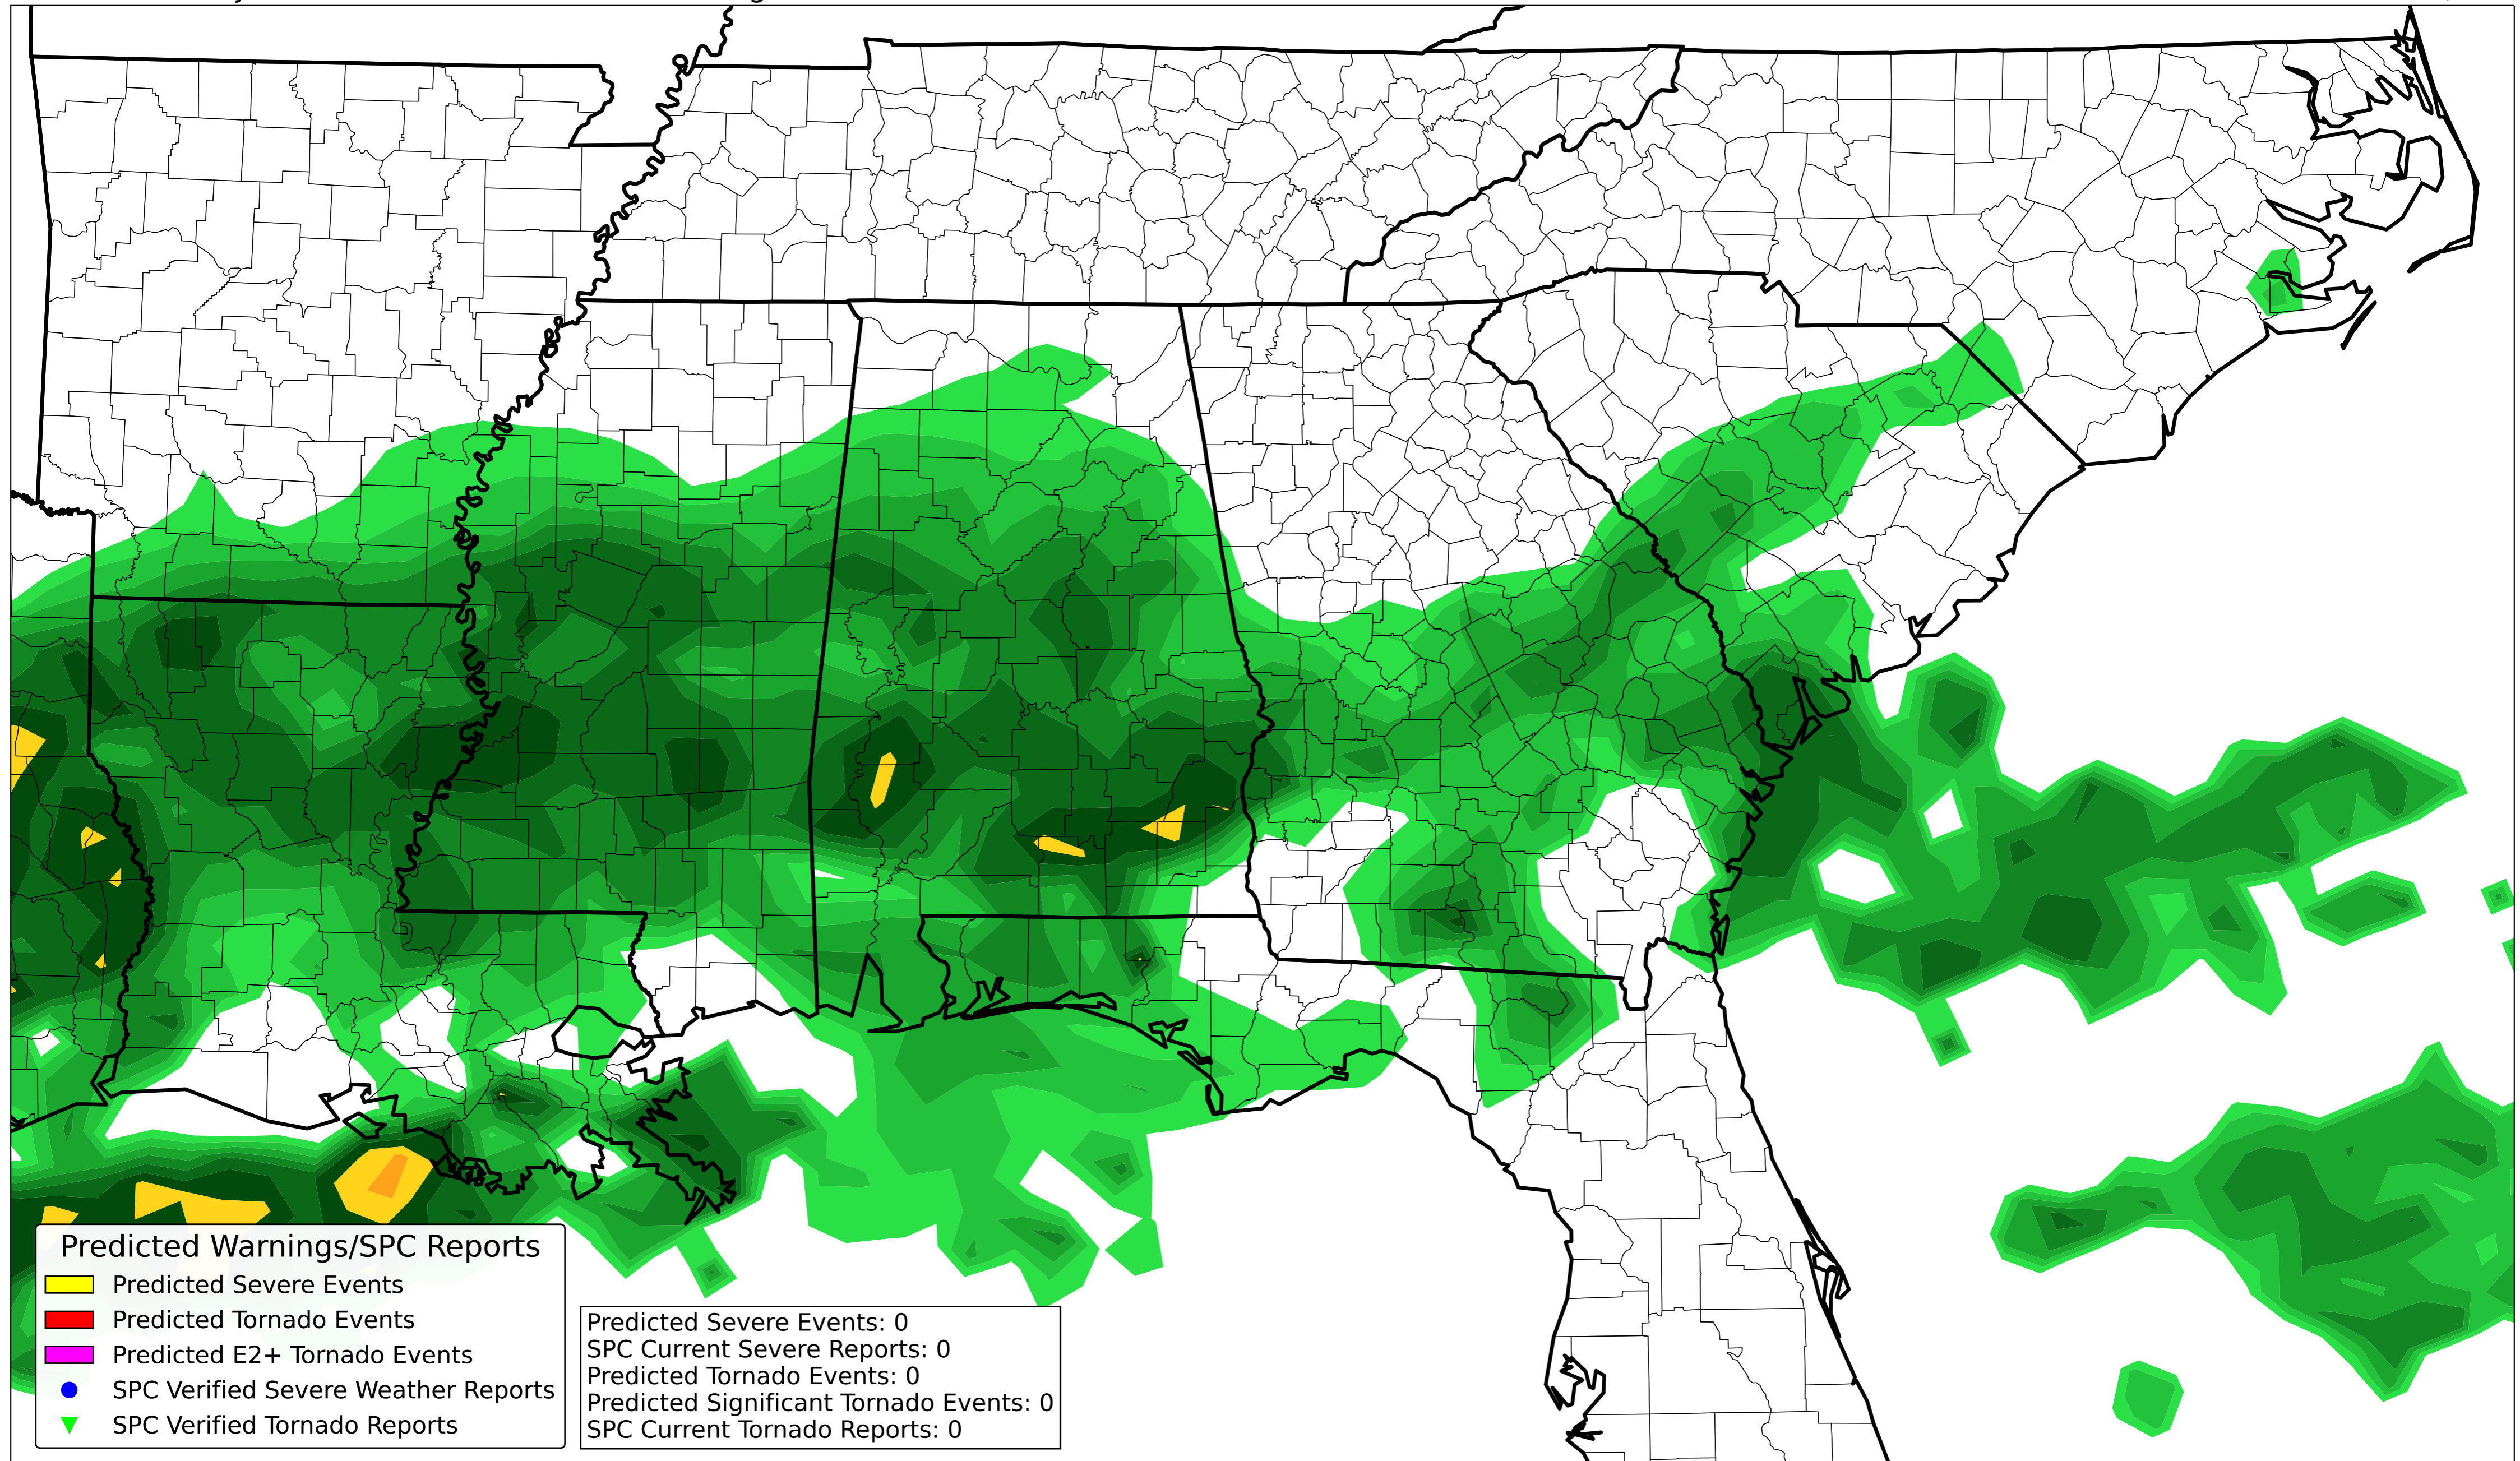 Predicted Warnings/SPC Reports
Predicted Severe Events
Predicted Tornado Events
Predicted E2+ Tornado Events
SPC Verified Severe Weather Reports
SPC Verified Tornado Reports
Predicted Severe Events: 0
SPC Current Severe Reports: 0
Predicted Tornado Events: 0
Predicted Significant Tornado Events: 0
SPC Current Tornado Reports: 0